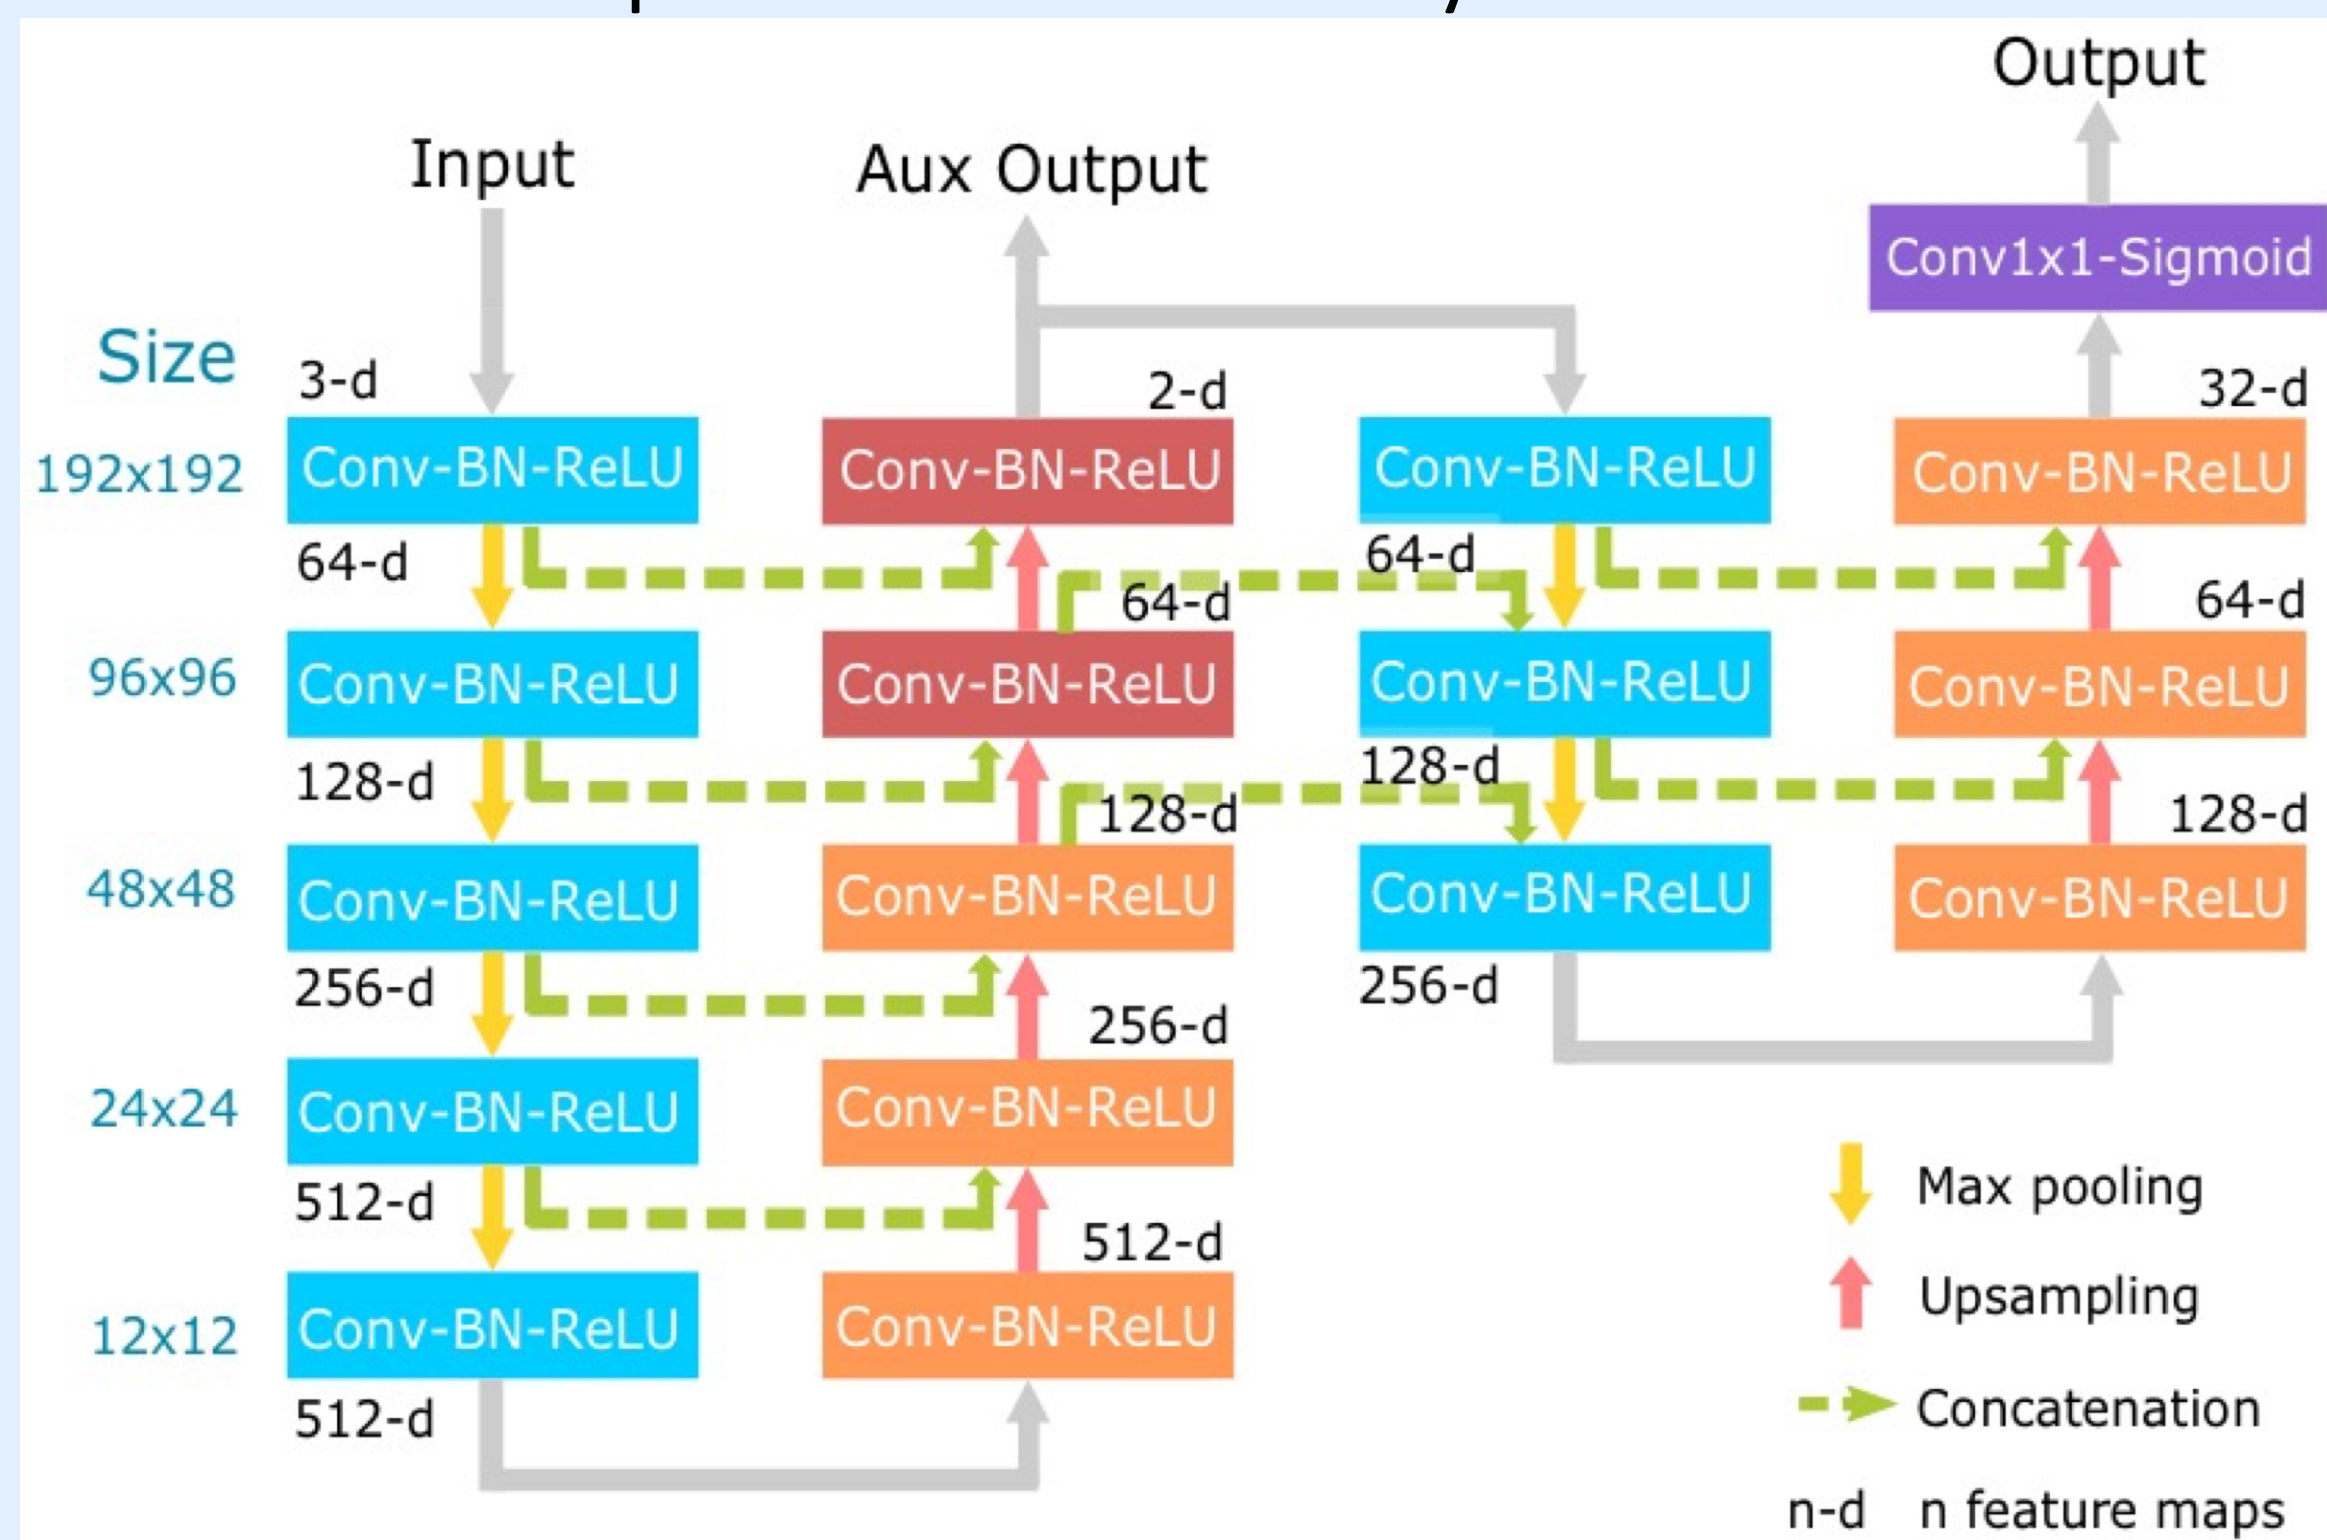 Output
Input
Aux Output
Conv1x1-Sigmoid
Size
3-d
2-d
32-d
192x192
Conv-BN-ReLU
Conv-BN-ReLU
Conv-BN-ReLU
Conv-BN-ReLU
64-d
64-d
64-d
64-d
96x96
Conv-BN-ReLU
Conv-BN-ReLU
Conv-BN-ReLU
Conv-BN-ReLU
128-d
128-d
128-d
128-d
48x48
Conv-BN-ReLU
Conv-BN-ReLU
Conv-BN-ReLU
Conv-BN-ReLU
256-d
256-d
256-d
24x24
Conv-BN-ReLU
Conv-BN-ReLU
512-d
512-d
12x12
Conv-BN-ReLU
Conv-BN-ReLU
512-d
Max pooling
Upsampling
Concatenation
n-d n feature maps